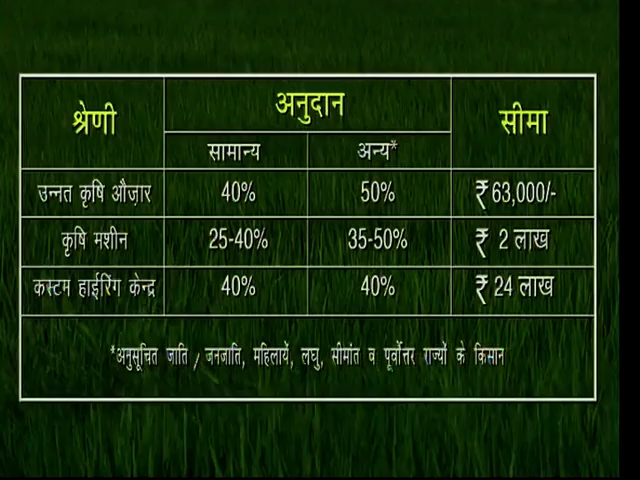 श्रेणी अनुदान सीमा
सामान्य अन्य*
उन्नत कृषि औज़ार 40% 50% ₹ 63,000/-
कृषि मशीन 25-40% 35-50% ₹ 2 लाख
कस्टम हाईरिंग केन्द्र 40% 40% ₹ 24 लाख
*अनुसूचित जाति / जनजाति, महिलायें, लघु, सीमांत व पूर्वोत्तर राज्यों के किसान